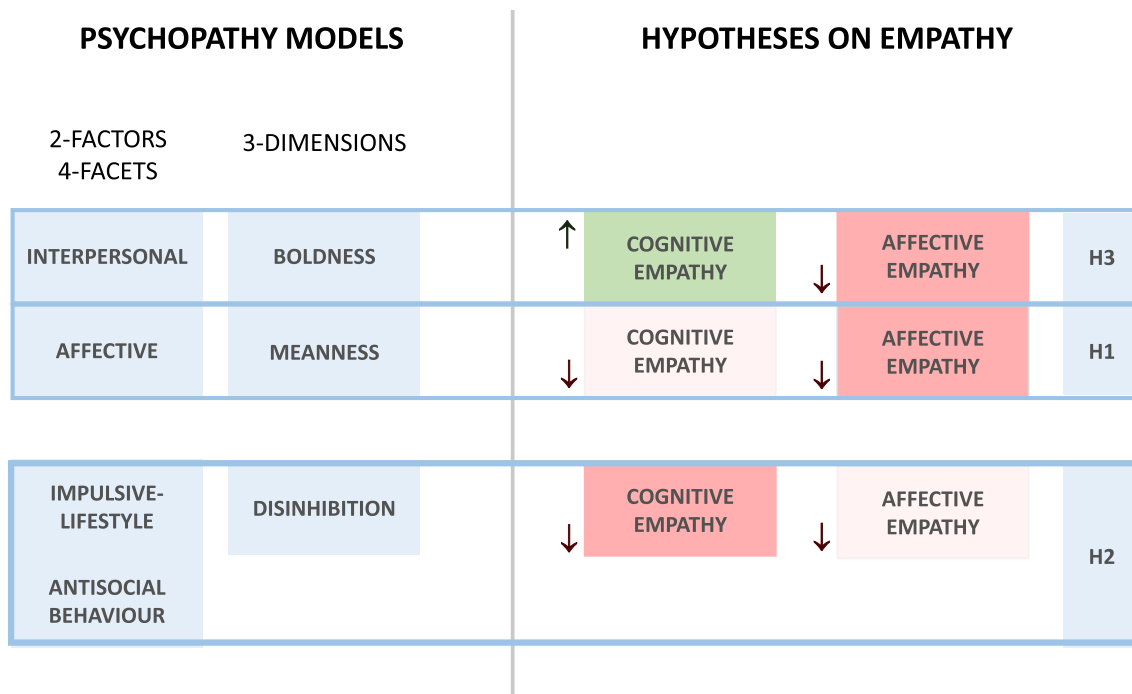 PSYCHOPATHY MODELS
HYPOTHESES ON EMPATHY
2-FACTORS
4-FACETS
3-DIMENSIONS
INTERPERSONAL
BOLDNESS
↑
COGNITIVE
EMPATHY
↓
AFFECTIVE
EMPATHY
H3
AFFECTIVE
MEANNESS
↓
COGNITIVE
EMPATHY
↓
AFFECTIVE
EMPATHY
H1
IMPULSIVE-
LIFESTYLE
ANTISOCIAL
BEHAVIOUR
DISINHIBITION
↓
COGNITIVE
EMPATHY
↓
AFFECTIVE
EMPATHY
H2